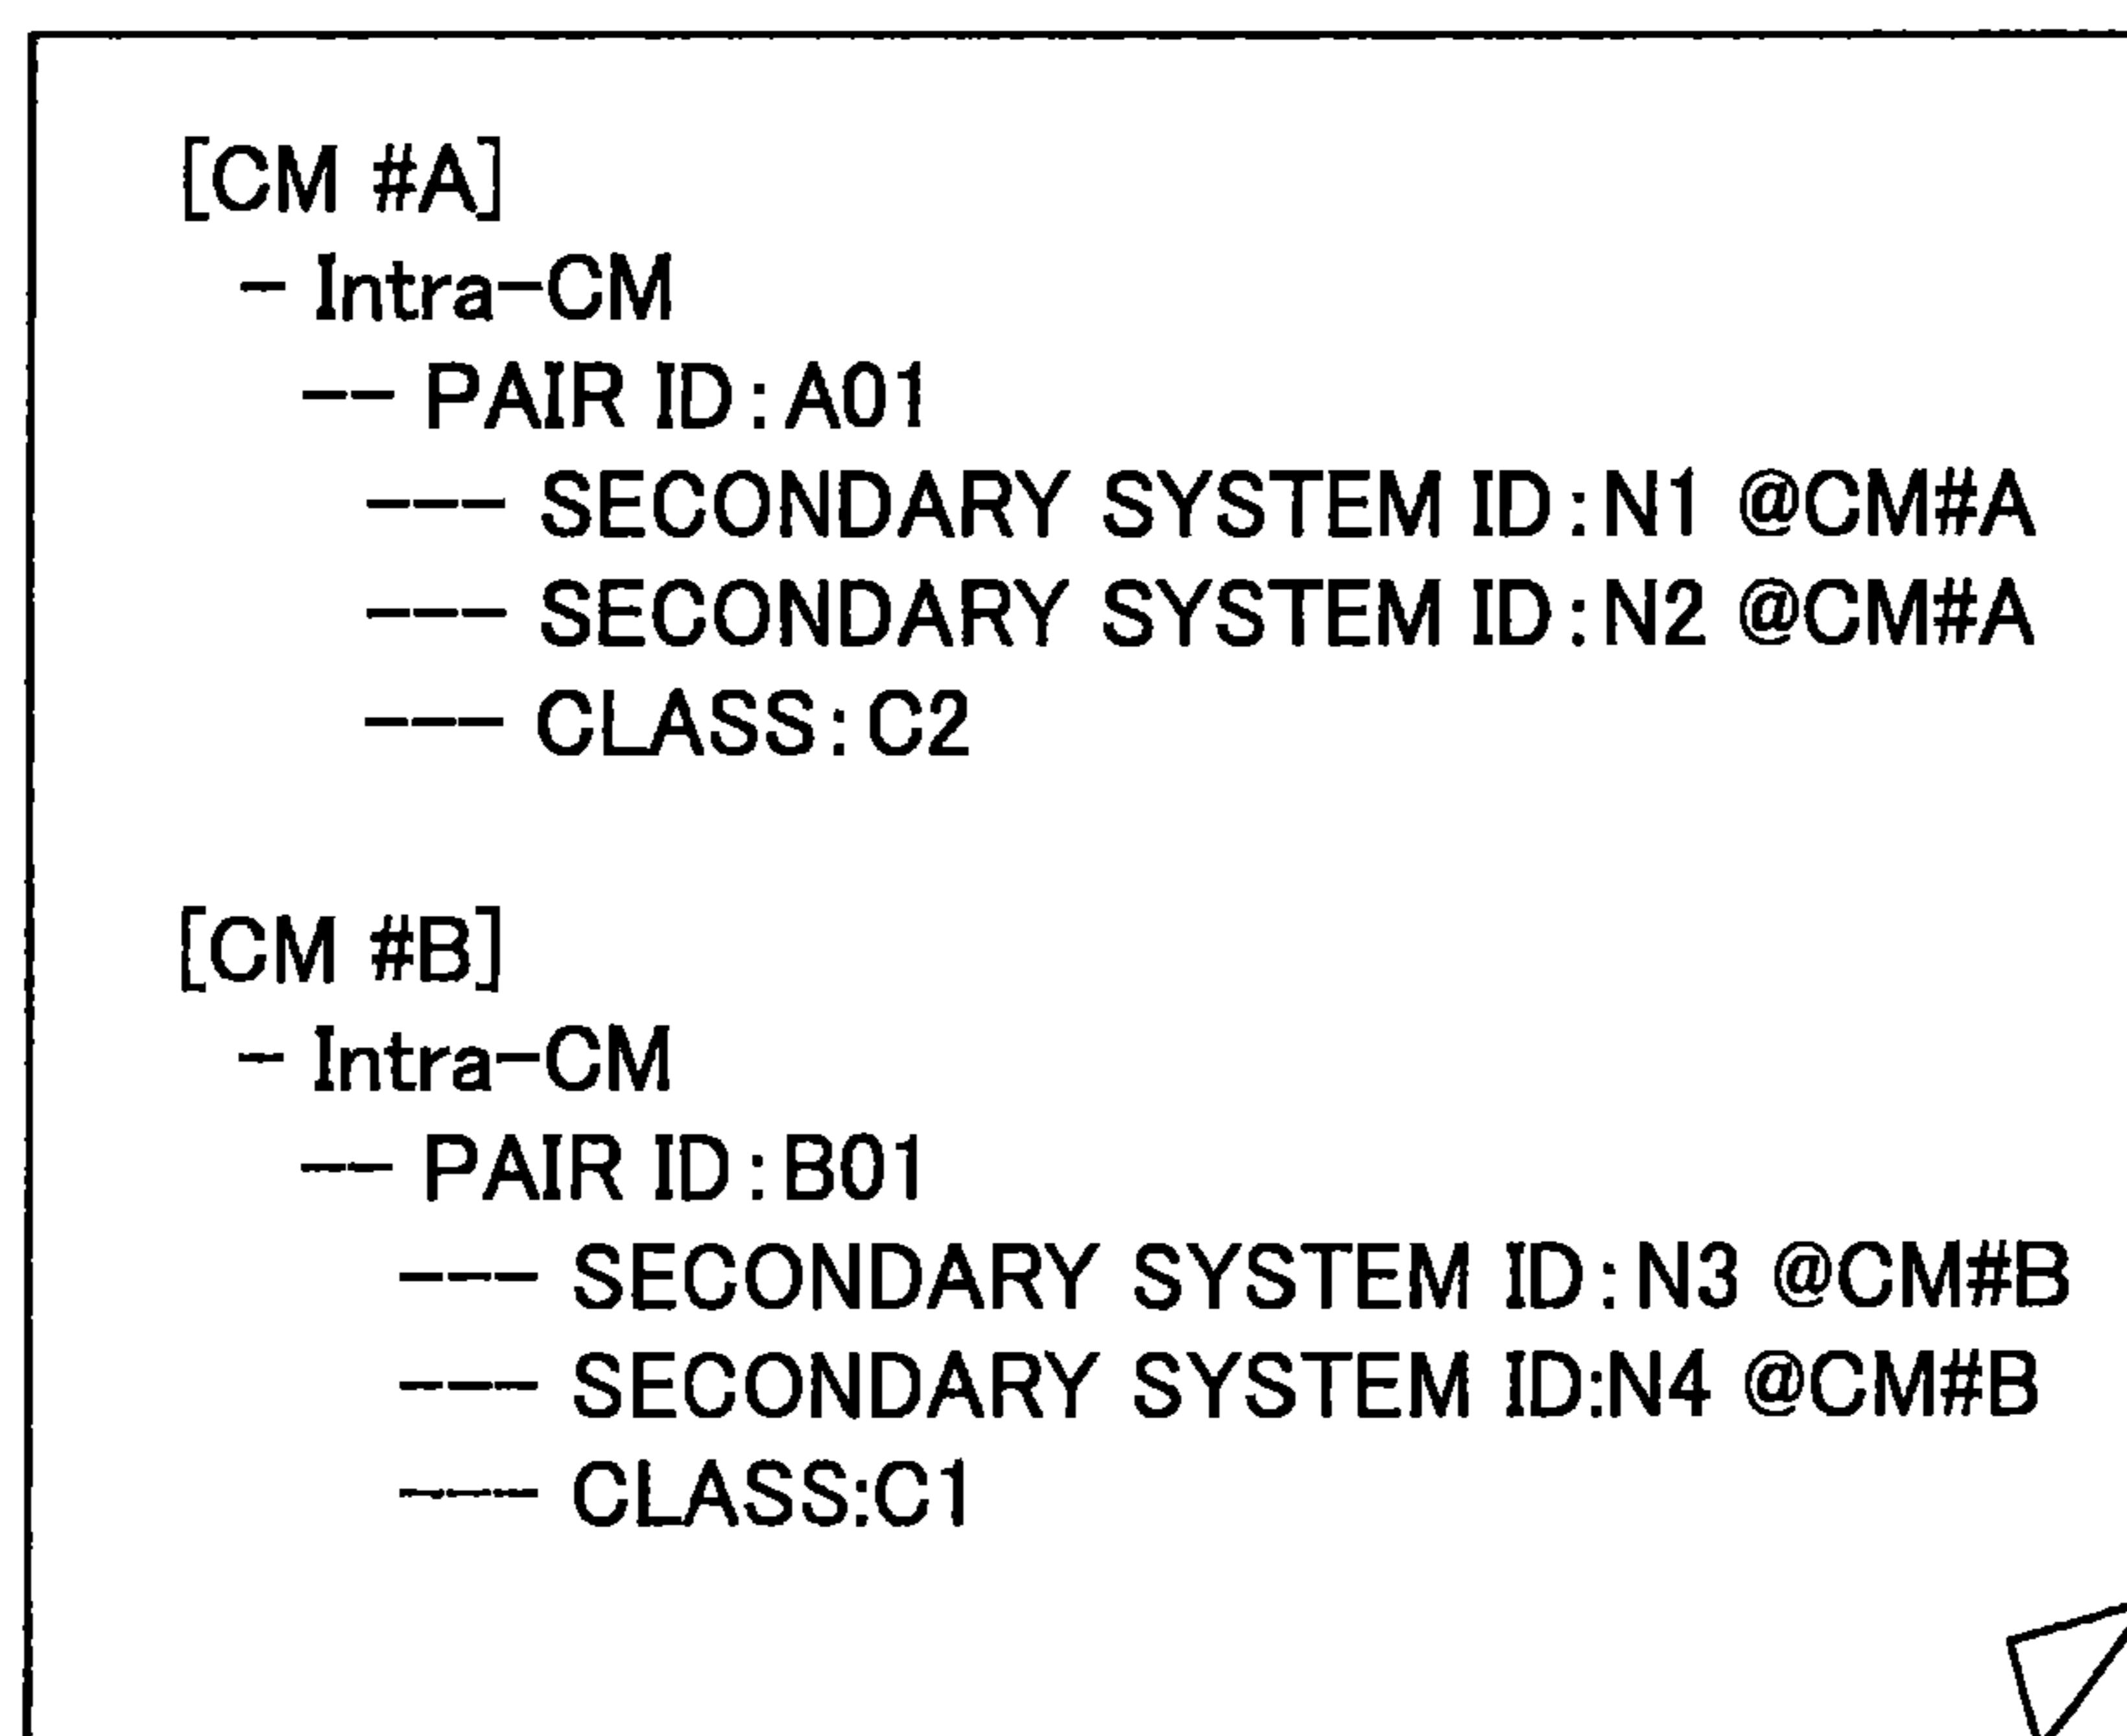 [CM #A]
- Intra-CM
-- PAIR ID:A01
--- SECONDARY SYSTEM ID:N1 @CM#A
--- SECONDARY SYSTEM ID:N2 @CM#A
--- CLASS:C2
[CM #B]
- Intra-CM
-- PAIR ID:B01
--- SECONDARY SYSTEM ID:N3 @CM#B
--- SECONDARY SYSTEM ID:N4 @CM#B
--- CLASS:C1